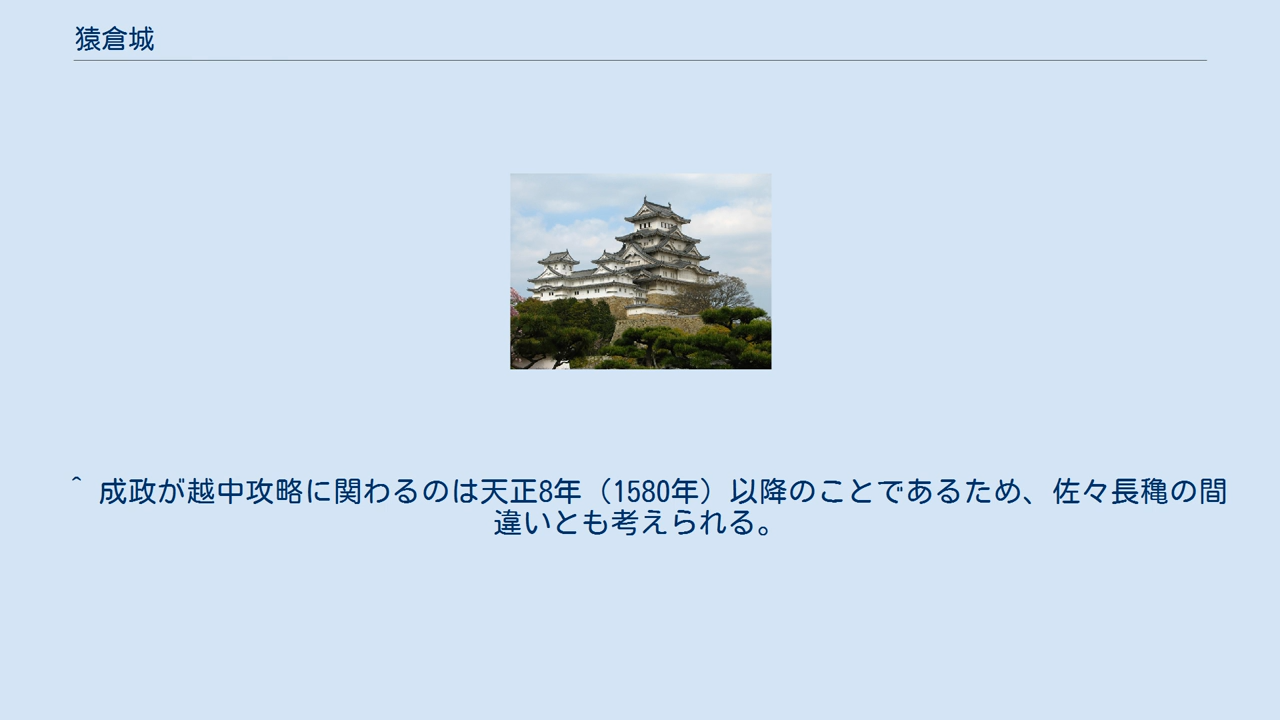 猿倉城
^ 成政が越中攻略に関わるのは天正8年（1580年）以降のことであるため、佐々長穐の間
違いとも考えられる。